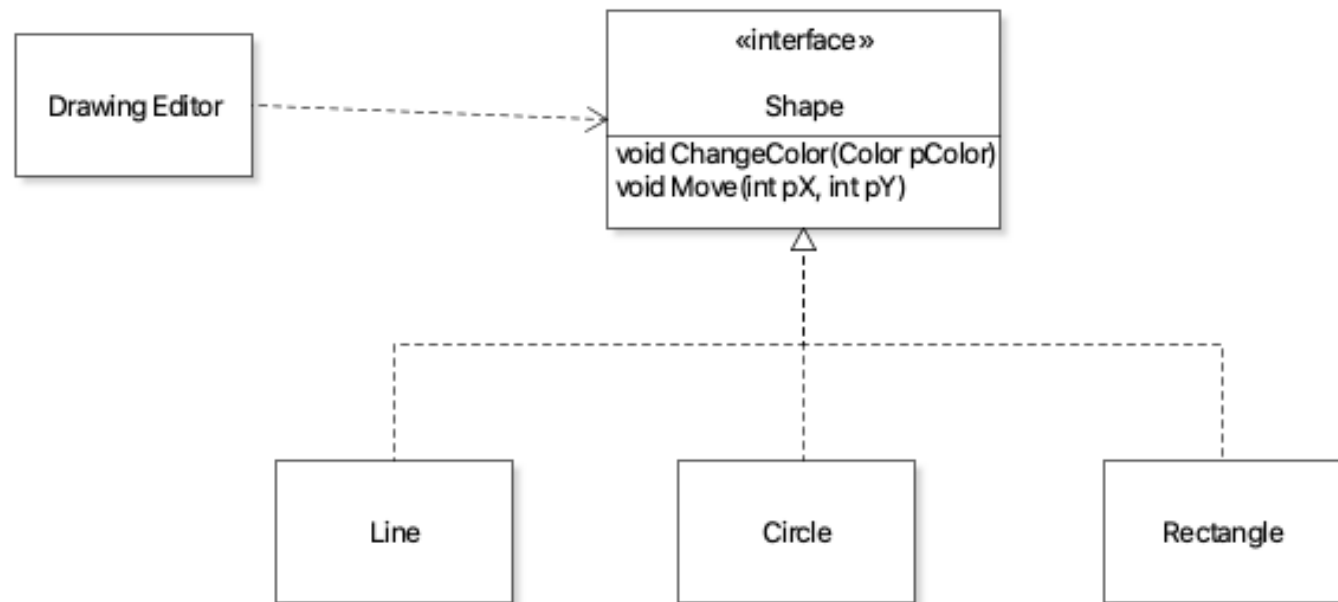 Drawing Editor
«interface»
Shape
void ChangeColor(Color pColor)
void Move(int pX, int pY)
Line
Circle
Rectangle